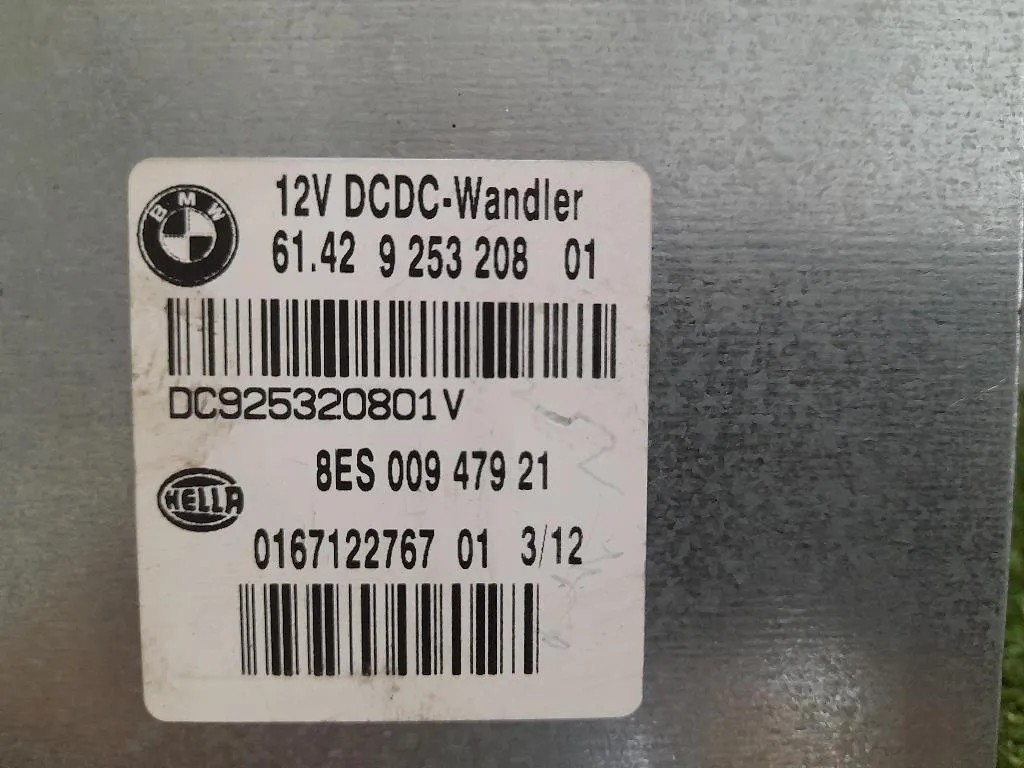 BMW
12V DCDC-Wandler
61.42 9 253 208 01
DC925320801V
8ES 009 479 21
HELLA
0167122767 01 3/12